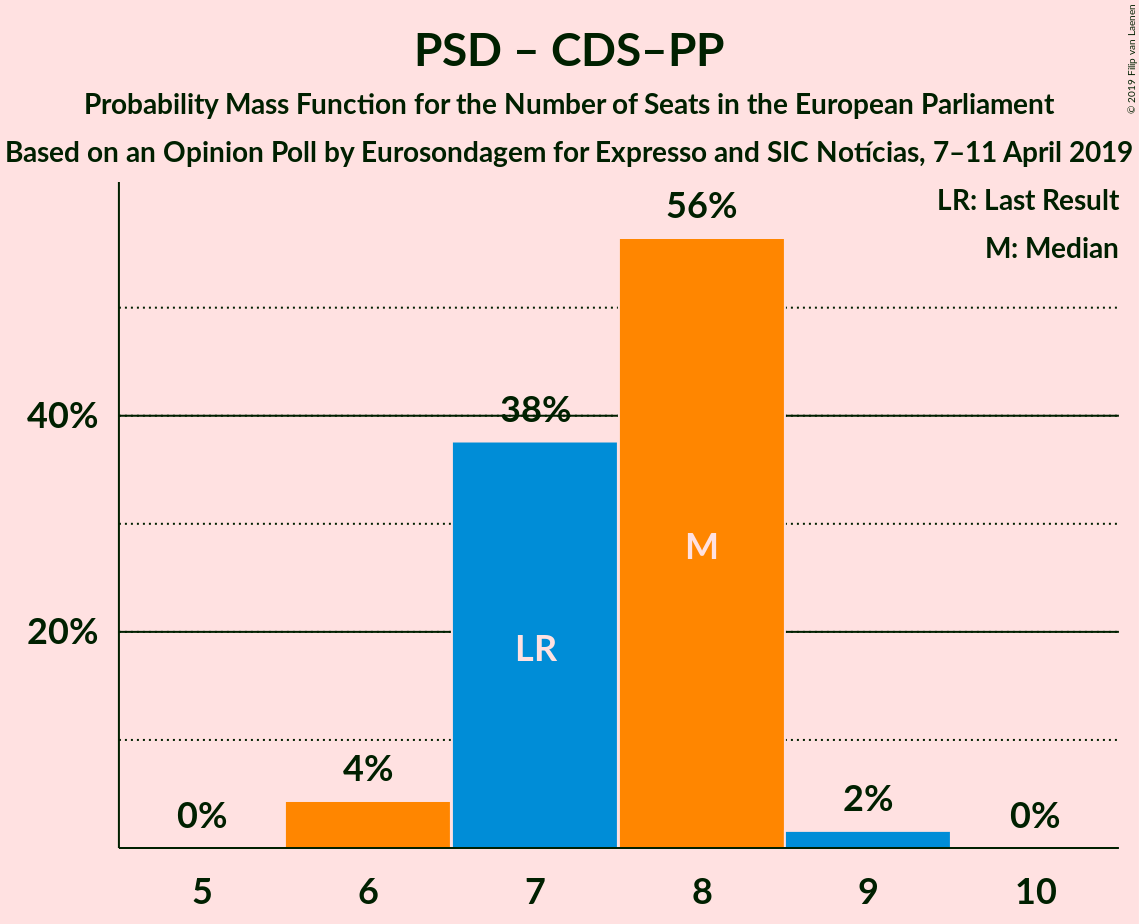 PSD – CDS–PP
Probability Mass Function for the Number of Seats in the European Parliament
Based on an Opinion Poll by Eurosondagem for Expresso and SIC Notícias, 7–11 April 2019
© 2019 Filip van Laenen
LR: Last Result
M: Median
56%
40%
38%
M
20%
LR
4%
2%
0%
0%
5
6
7
8
9
10